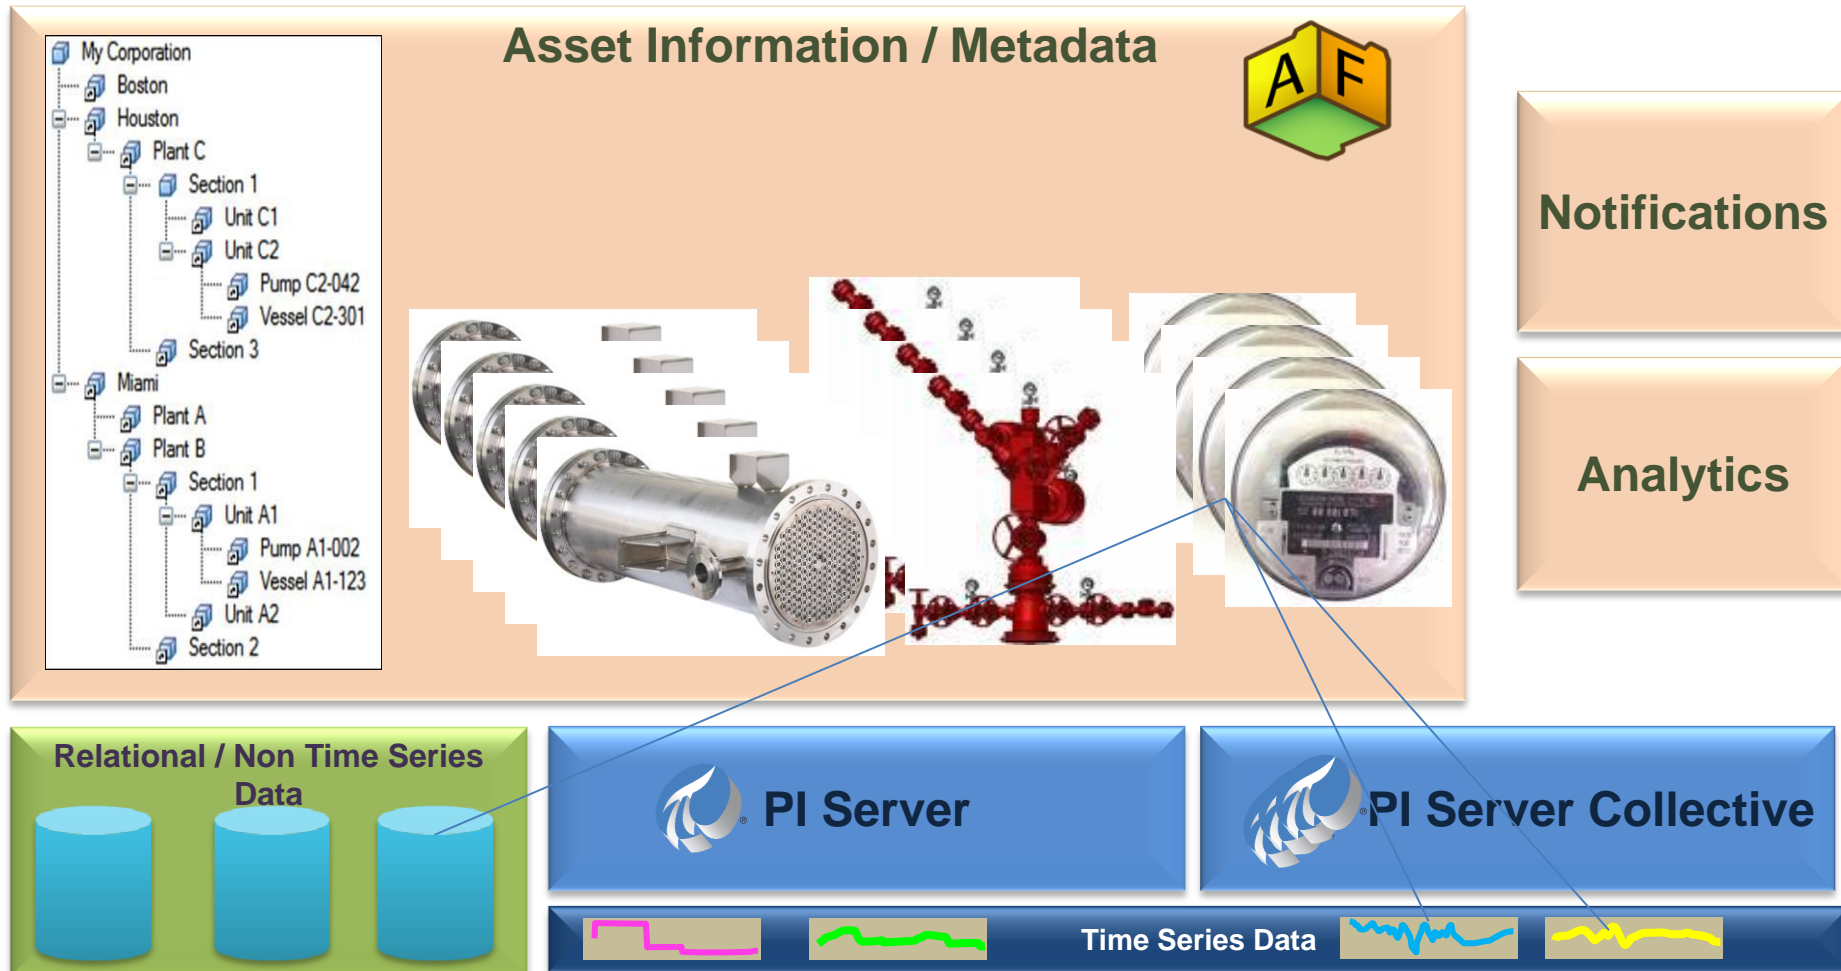 Asset Information / Metadata
A F
My Corporation
Boston
Houston
Plant C
Section 1
Unit C1
Unit C2
Pump C2-042
Vessel C2-301
Section 3
Miami
Plant A
Plant B
Section 1
Unit A1
Pump A1-002
Vessel A1-123
Unit A2
Section 2
Notifications
Analytics
Relational / Non Time Series
Data
® PI Server
® PI Server Collective
Time Series Data